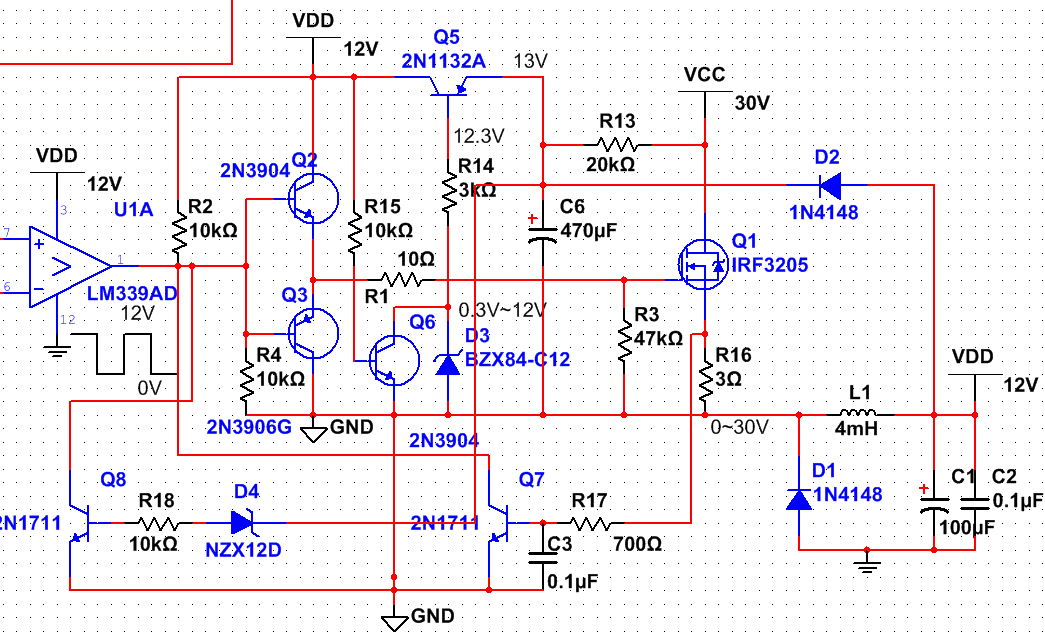 VDD
12V
Q5
2N1132A
13V
VCC
30V
12.3V
R13
20kΩ
VDD
12V
3
U1A
7
6
1
12
LM339AD
12V
0V
Q2
2N3904
R2
10kΩ
R15
10kΩ
R14
3kΩ
C6
470µF
D2
1N4148
Q1
IRF3205
10Ω
R1
Q3
0.3V~12V
Q6
D3
BZX84-C12
R3
47kΩ
R4
10kΩ
R16
3Ω
VDD
12V
2N3906G
GND
2N3904
0~30V
L1
4mH
Q8
2N1711
R18
10kΩ
D4
NZX12D
Q7
2N1711
R17
700Ω
C3
0.1µF
D1
1N4148
C1
100µF
C2
0.1µF
GND